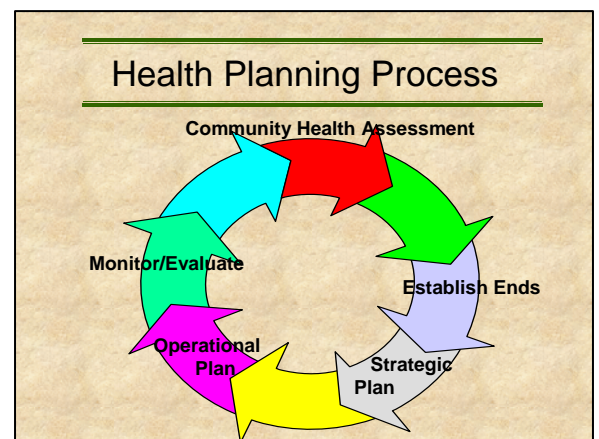 Health Planning Process
Community Health Assessment
Monitor/Evaluate
Establish Ends
Operational
Plan
Strategic
Plan